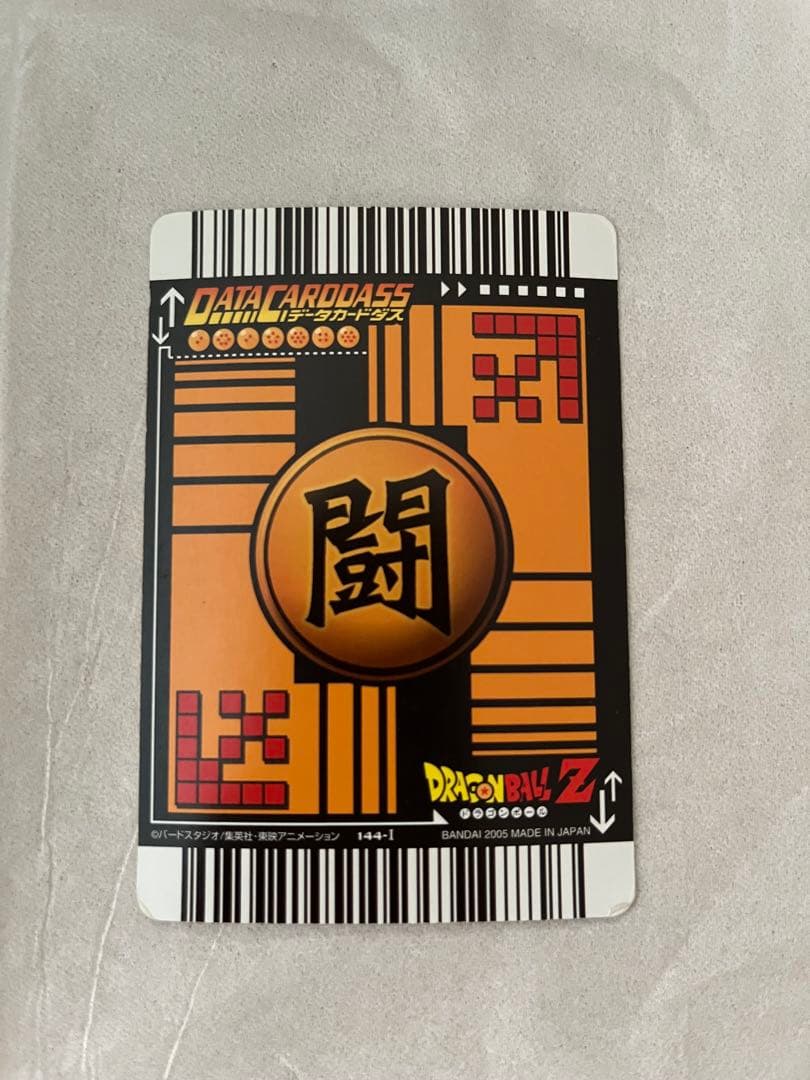 DATA CARDDASS
データカードダス
闘
DRAGONBALL Z
ドラゴンボール
©バードスタジオ/集英社・東映アニメーション 144-I BANDAI 2005 MADE IN JAPAN